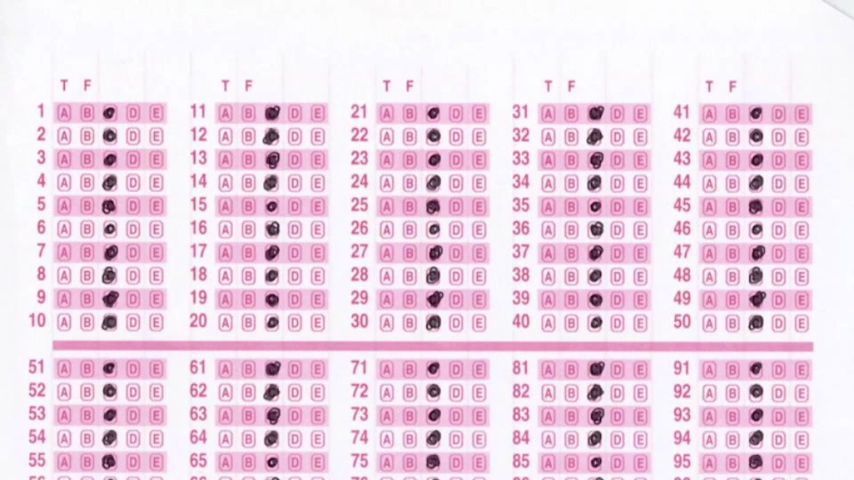 T F T F T F T F T F
1 A B D E 11 A B D E 21 A B D E 31 A B D E 41 A B D E
2 A B D E 12 A B D E 22 A B D E 32 A B D E 42 A B D E
3 A B D E 13 A B D E 23 A B D E 33 A B D E 43 A B D E
4 A B D E 14 A B D E 24 A B D E 34 A B D E 44 A B D E
5 A B D E 15 A B D E 25 A B D E 35 A B D E 45 A B D E
6 A B D E 16 A B D E 26 A B D E 36 A B D E 46 A B D E
7 A B D E 17 A B D E 27 A B D E 37 A B D E 47 A B D E
8 A B D E 18 A B D E 28 A B D E 38 A B D E 48 A B D E
9 A B D E 19 A B D E 29 A B D E 39 A B D E 49 A B D E
10 A B D E 20 A B D E 30 A B D E 40 A B D E 50 A B D E
51 A B D E 61 A B D E 71 A B D E 81 A B D E 91 A B D E
52 A B D E 62 A B D E 72 A B D E 82 A B D E 92 A B D E
53 A B D E 63 A B D E 73 A B D E 83 A B D E 93 A B D E
54 A B D E 64 A B D E 74 A B D E 84 A B D E 94 A B D E
55 A B D E 65 A B D E 75 A B D E 85 A B D E 95 A B D E